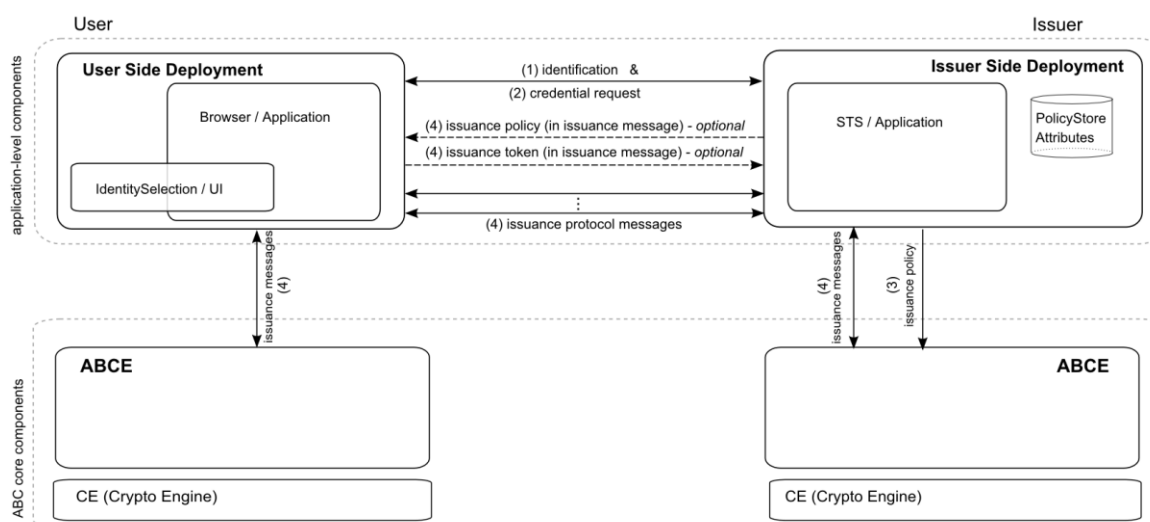 User
Issuer
application-level components
User Side Deployment
Browser / Application
IdentitySelection / UI
(1) identification &
(2) credential request
(4) issuance policy (in issuance message) - optional
(4) issuance token (in issuance message) - optional
⋮
(4) issuance protocol messages
Issuer Side Deployment
STS / Application
PolicyStore
Attributes
issuance messages
(4)
(4)
issuance messages
(3)
issuance policy
ABC core components
ABCE
CE (Crypto Engine)
ABCE
CE (Crypto Engine)